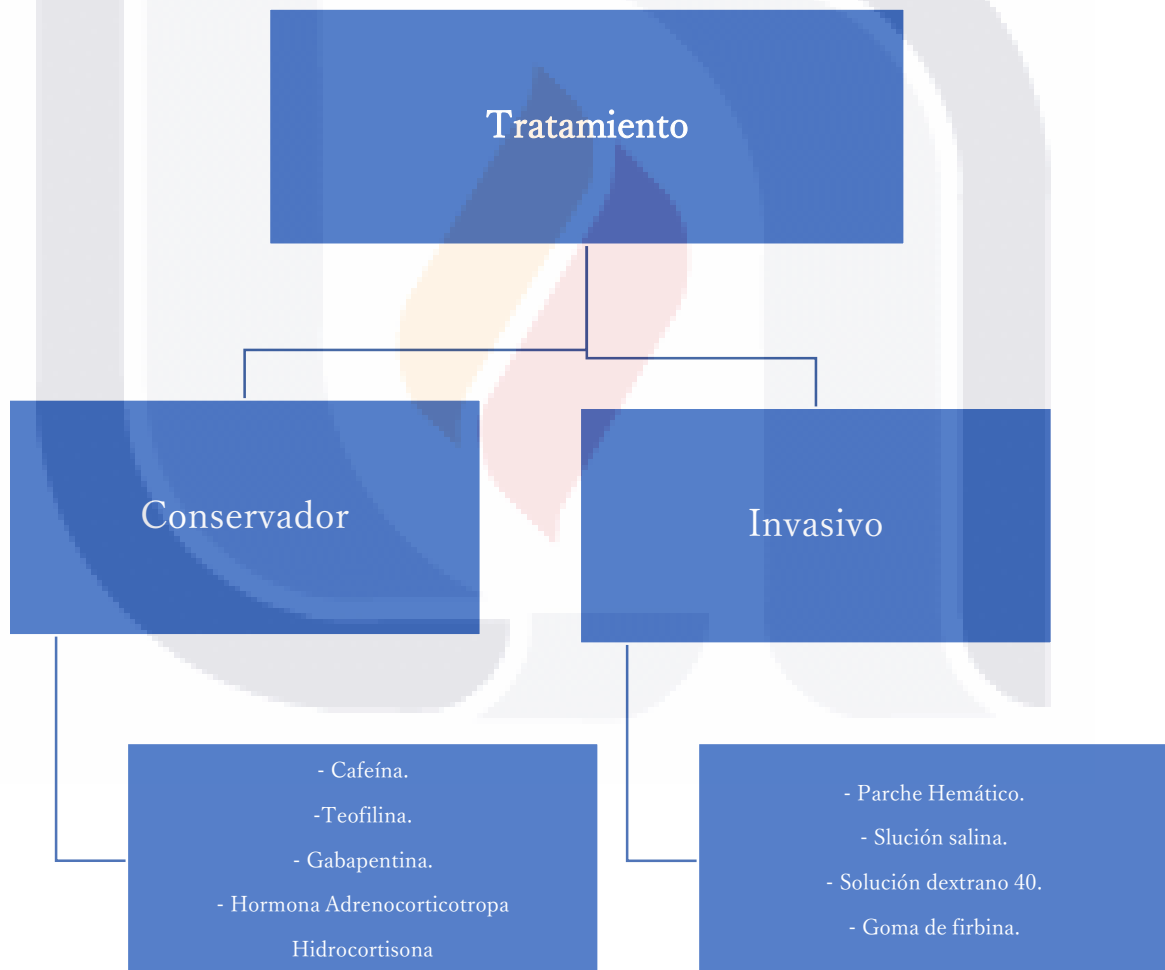 Tratamiento
Conservador
Invasivo
- Cafeína.
-Teofilina.
- Gabapentina.
- Hormona Adrenocorticotropa
Hidrocortisona
- Parche Hemático.
- Slución salina.
- Solución dextrano 40.
- Goma de firbina.